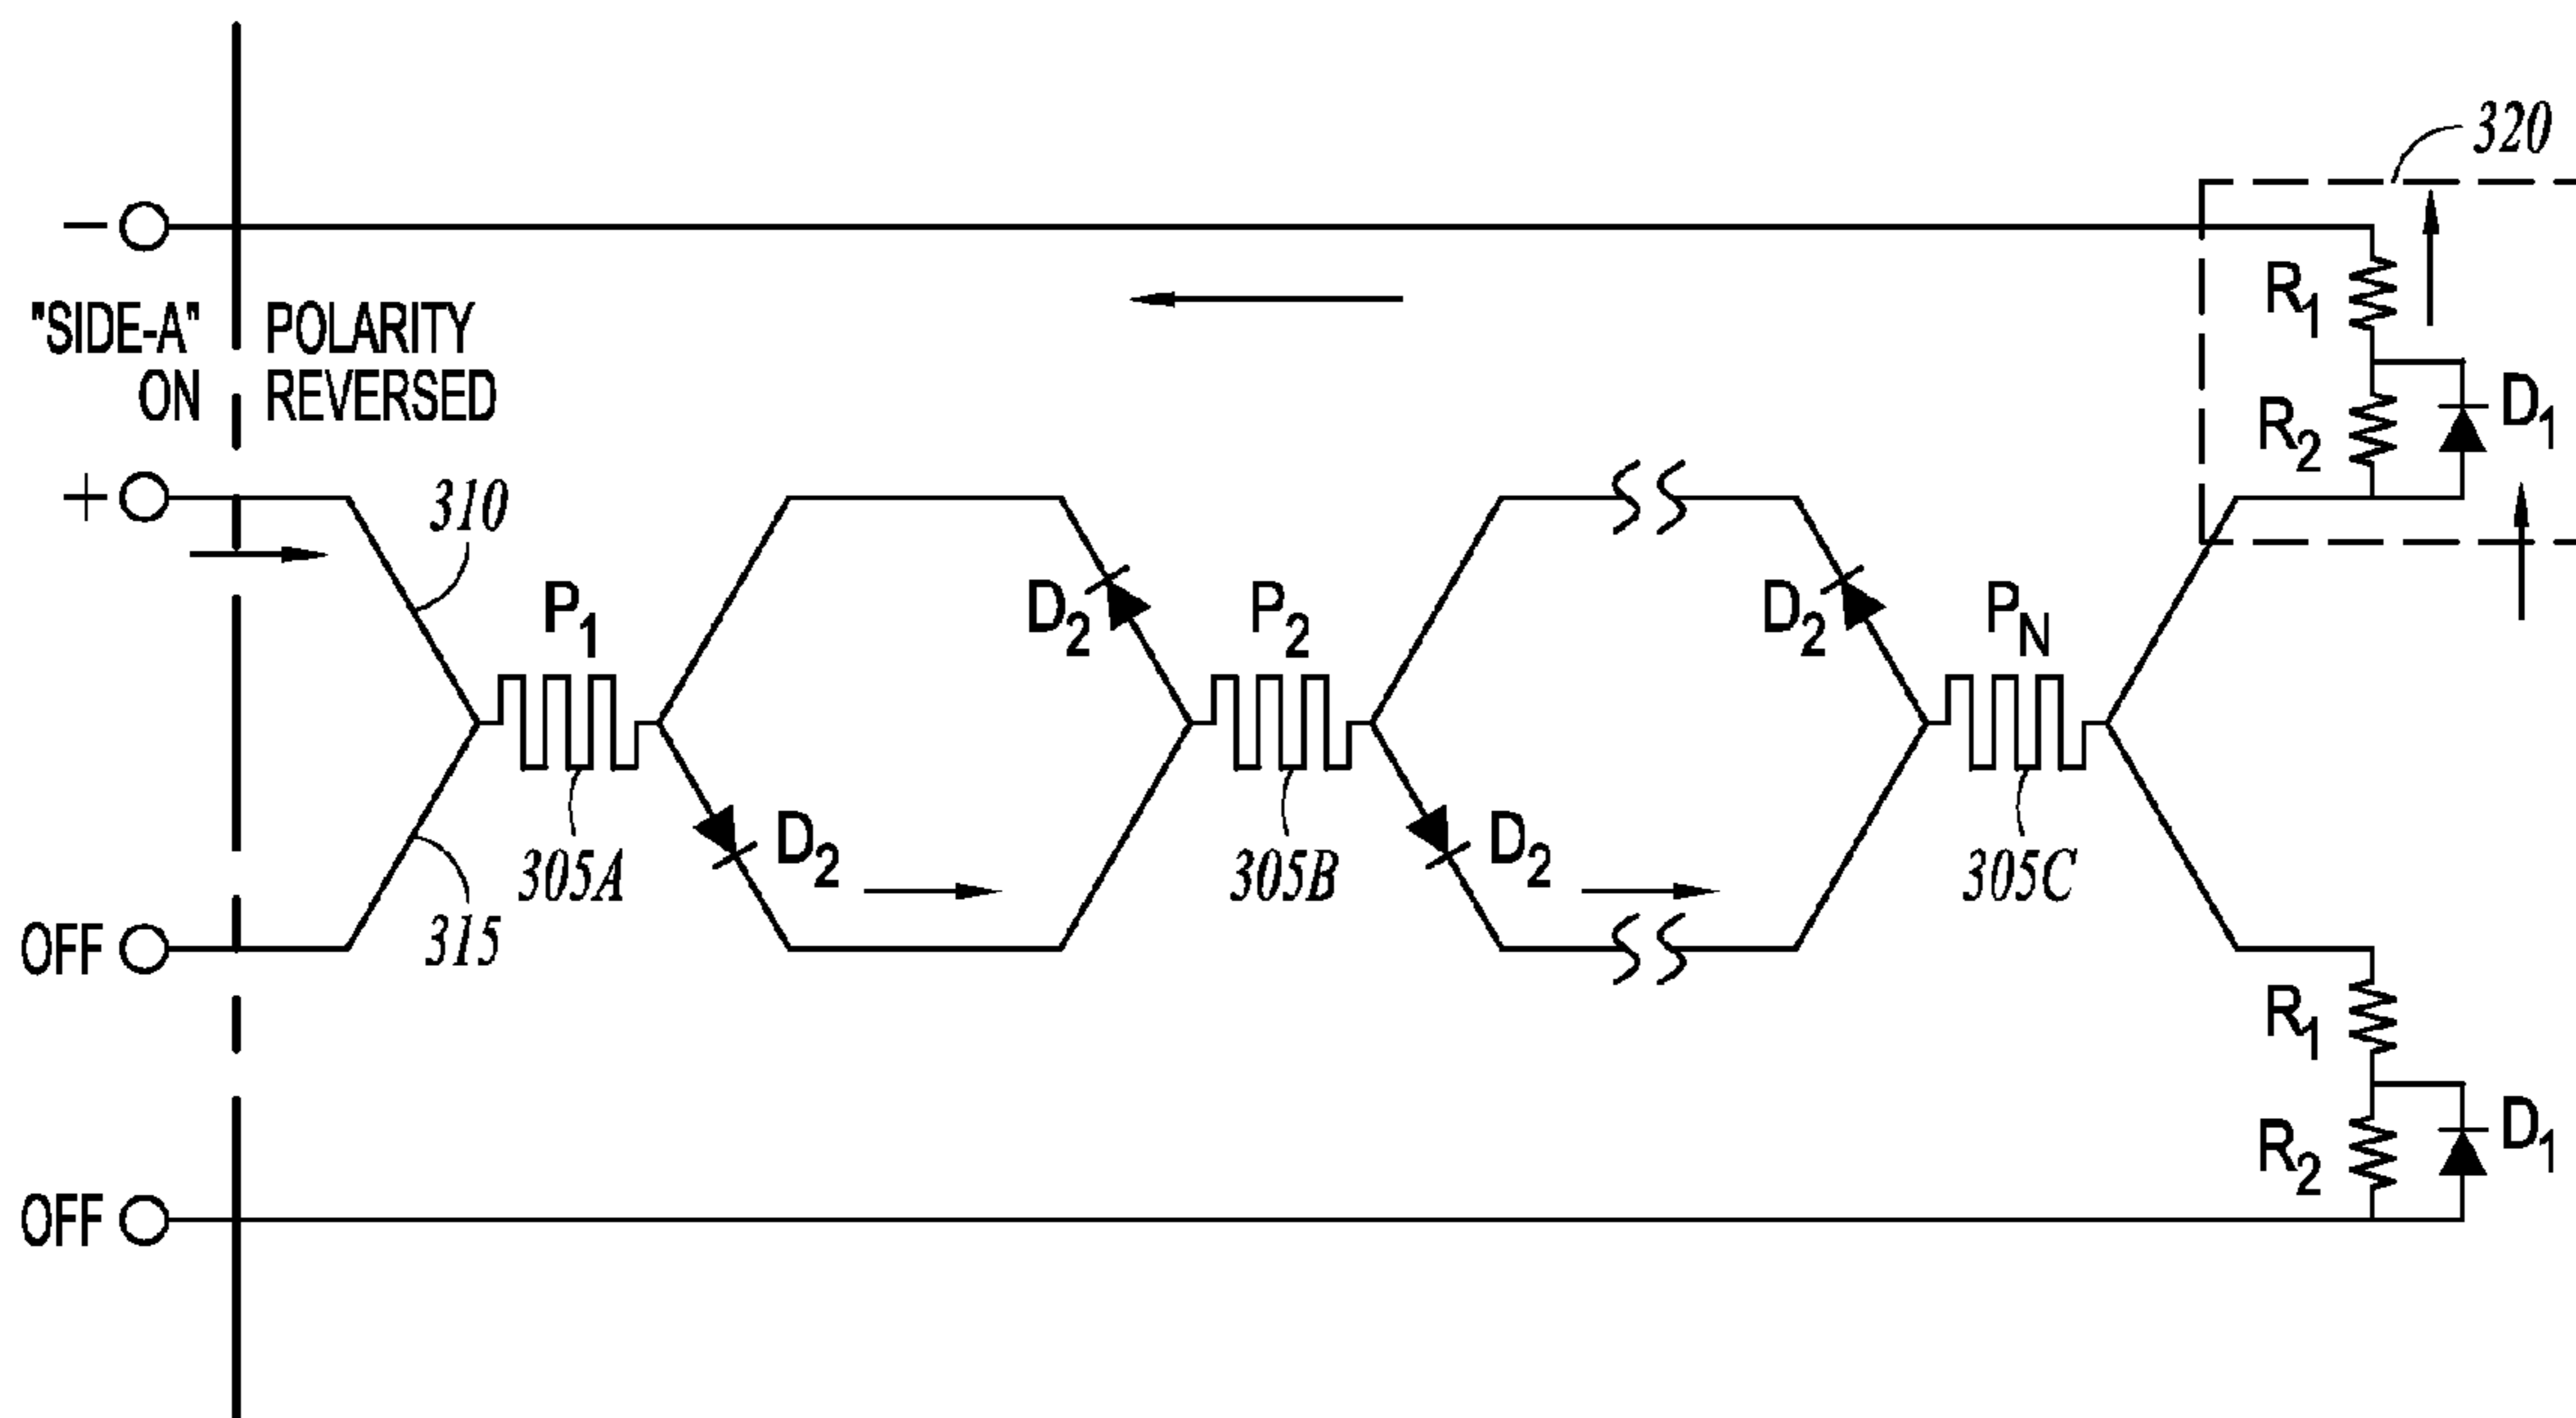 320
−
"SIDE-A" POLARITY
ON REVERSED
R1
R2 D1
+
310
P1
D2 P2
D2 PN
305A
D2
305B
D2
305C
OFF
315
R1
R2 D1
OFF